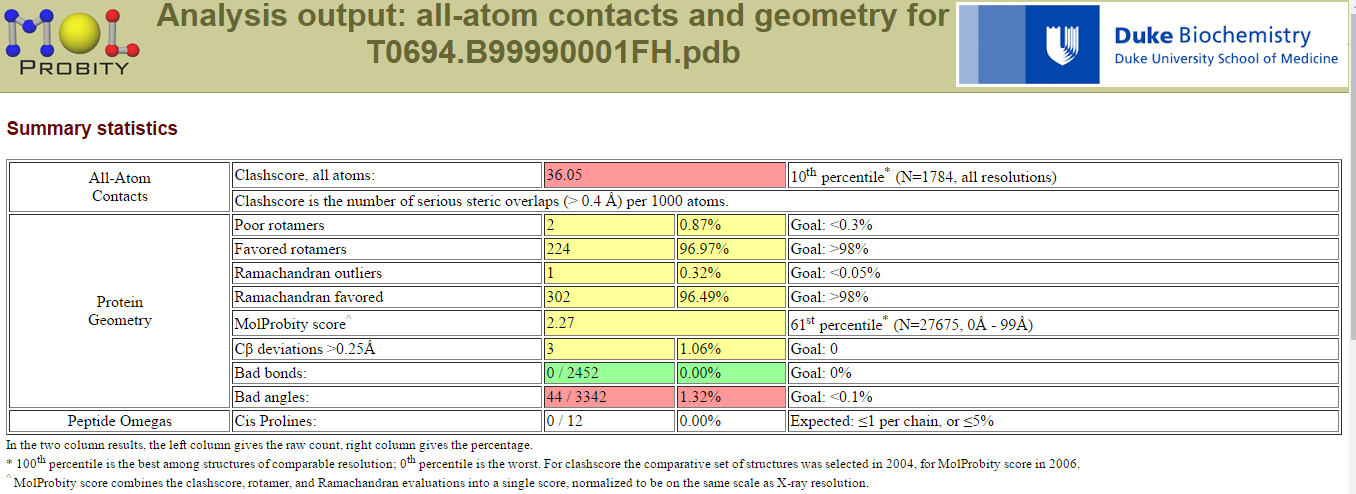 MOL
PROBITY
Analysis output: all-atom contacts and geometry for
T0694.B99990001FH.pdb
Duke Biochemistry
Duke University School of Medicine
Summary statistics
All-Atom
Contacts
Clashscore, all atoms: 36.05 10th percentile* (N=1784, all resolutions)
Clashscore is the number of serious steric overlaps (> 0.4 Å) per 1000 atoms.
Protein
Geometry
Poor rotamers 2 0.87% Goal: <0.3%
Favored rotamers 224 96.97% Goal: >98%
Ramachandran outliers 1 0.32% Goal: <0.05%
Ramachandran favored 302 96.49% Goal: >98%
MolProbity score^ 2.27 61st percentile* (N=27675, 0Å - 99Å)
Cβ deviations >0.25Å 3 1.06% Goal: 0
Bad bonds: 0 / 2452 0.00% Goal: 0%
Bad angles: 44 / 3342 1.32% Goal: <0.1%
Peptide Omegas Cis Prolines: 0 / 12 0.00% Expected: ≤1 per chain, or ≤5%
In the two column results, the left column gives the raw count, right column gives the percentage.
* 100th percentile is the best among structures of comparable resolution; 0th percentile is the worst. For clashscore the comparative set of structures was selected in 2004, for MolProbity score in 2006.
^ MolProbity score combines the clashscore, rotamer, and Ramachandran evaluations into a single score, normalized to be on the same scale as X-ray resolution.